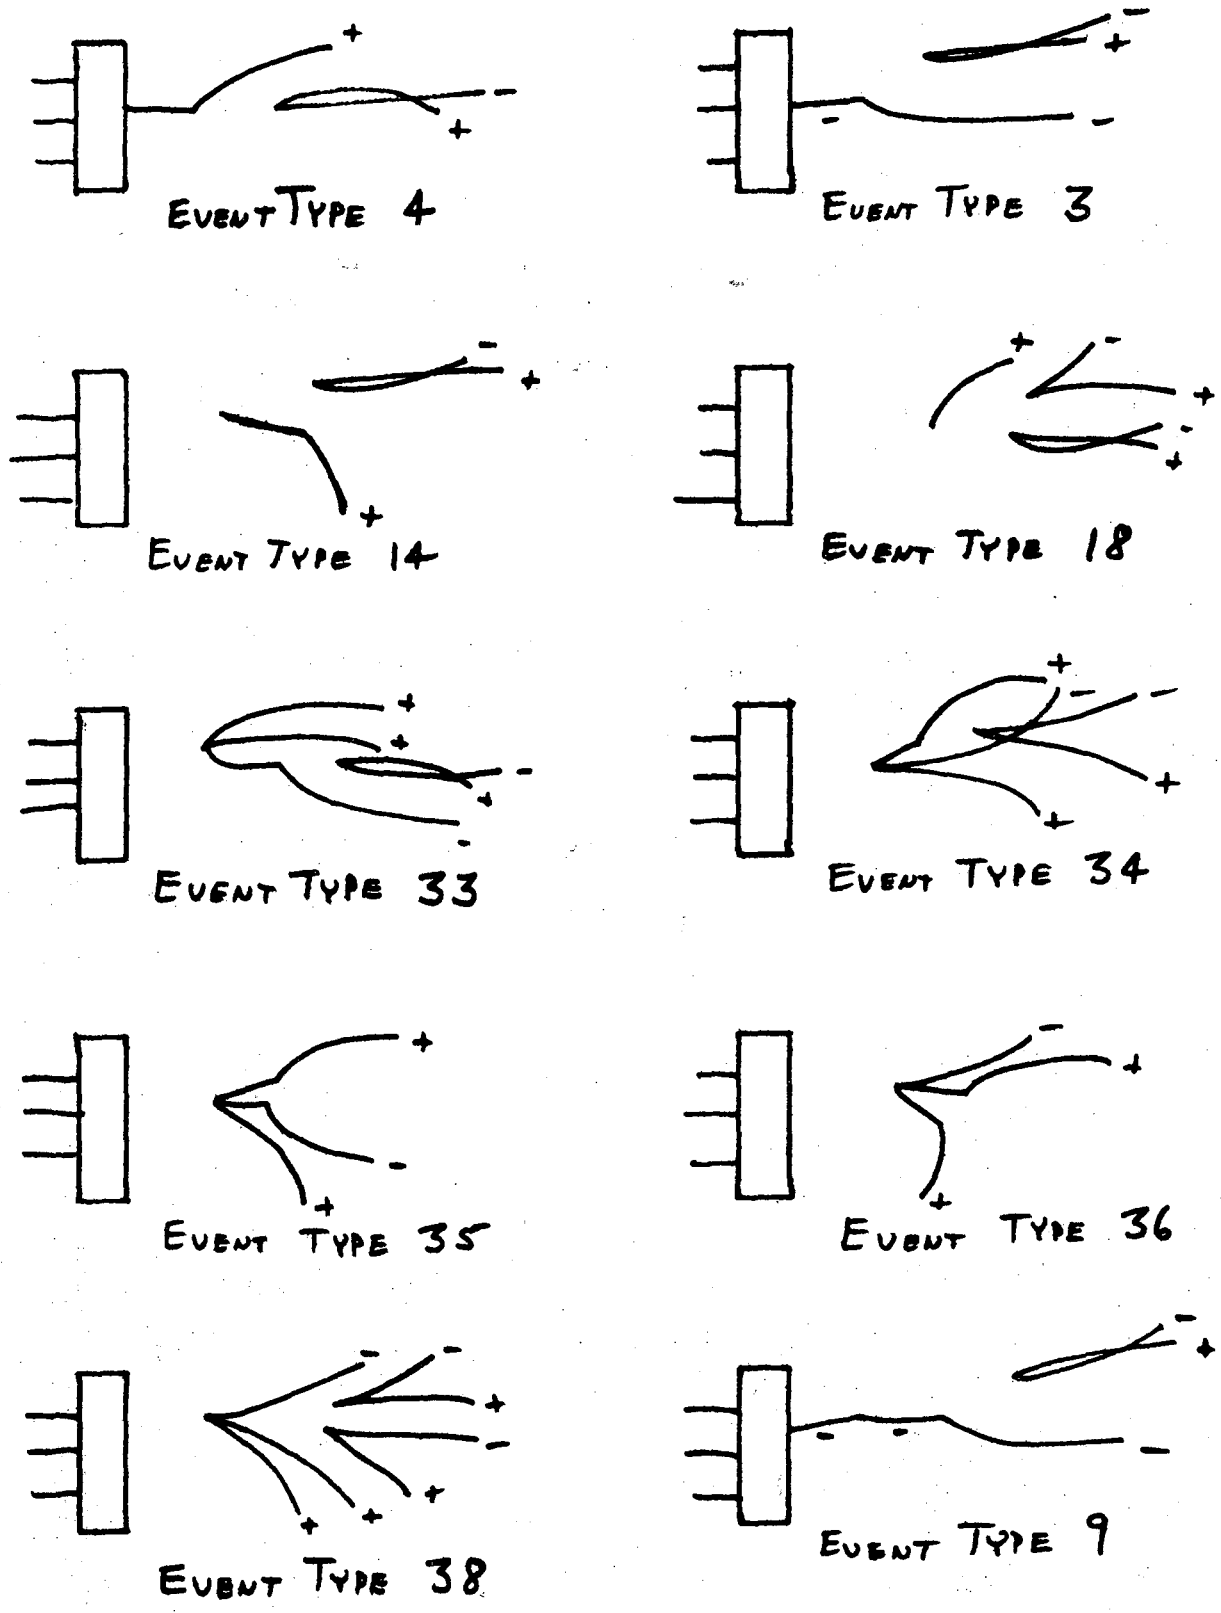 + - +
- + - -
EVENT TYPE 4
EVENT TYPE 3
- + +
+ - + - +
EVENT TYPE 14
EVENT TYPE 18
+ + - + -
+ - - + +
EVENT TYPE 33
EVENT TYPE 34
+ - +
- + +
EVENT TYPE 35
EVENT TYPE 36
- - + - + + +
- + - - -
EVENT TYPE 38
EVENT TYPE 9